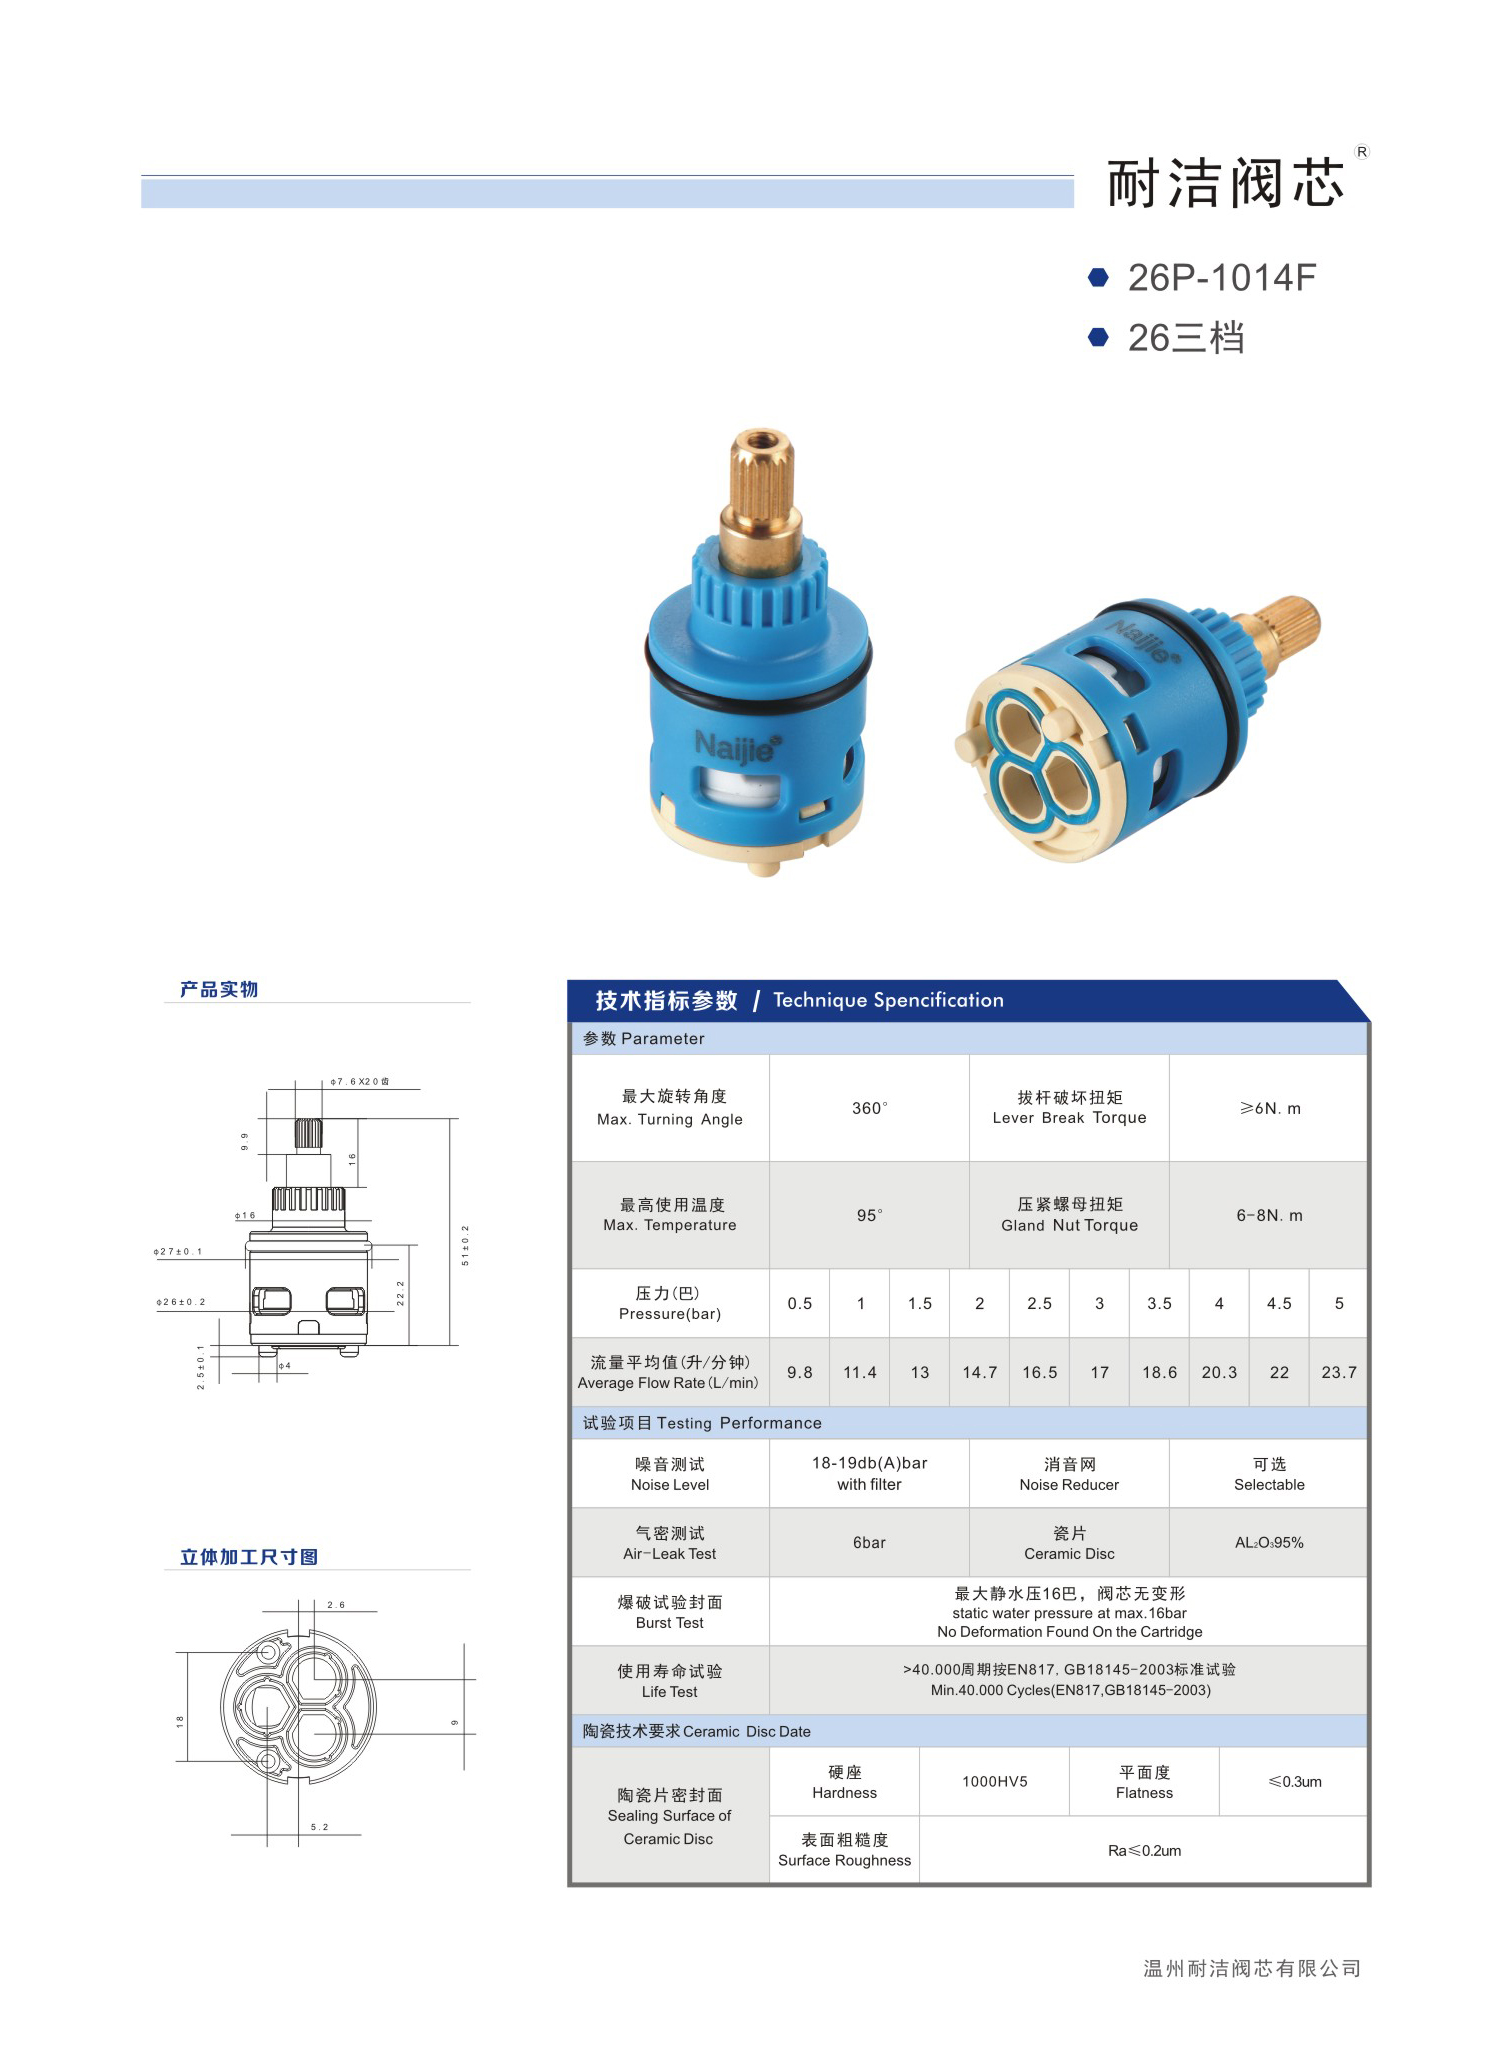 耐洁阀芯®
26P-1014F
26三档
Naijie®
Naijie®
产品实物
φ7.6X20齿
9.9
16
φ16
51±0.2
φ27±0.1
22.2
φ26±0.2
2.5±0.1
φ4
立体加工尺寸图
2.6
18
9
5.2
技术指标参数 / Technique Spencification
参数 Parameter
最大旋转角度
Max. Turning Angle
360°
拔杆破坏扭矩
Lever Break Torque
≥6N. m
最高使用温度
Max. Temperature
95°
压紧螺母扭矩
Gland Nut Torque
6-8N. m
压力(巴)
Pressure(bar)
0.5 1 1.5 2 2.5 3 3.5 4 4.5 5
流量平均值(升/分钟)
Average Flow Rate(L/min)
9.8 11.4 13 14.7 16.5 17 18.6 20.3 22 23.7
试验项目 Testing Performance
噪音测试
Noise Level
18-19db(A)bar
with filter
消音网
Noise Reducer
可选
Selectable
气密测试
Air-Leak Test
6bar
瓷片
Ceramic Disc
AL₂O₃95%
爆破试验封面
Burst Test
最大静水压16巴，阀芯无变形
static water pressure at max.16bar
No Deformation Found On the Cartridge
使用寿命试验
Life Test
>40.000周期按EN817, GB18145-2003标准试验
Min.40.000 Cycles(EN817,GB18145-2003)
陶瓷技术要求 Ceramic Disc Date
陶瓷片密封面
Sealing Surface of
Ceramic Disc
硬座
Hardness
1000HV5
平面度
Flatness
≤0.3um
表面粗糙度
Surface Roughness
Ra≤0.2um
温州耐洁阀芯有限公司